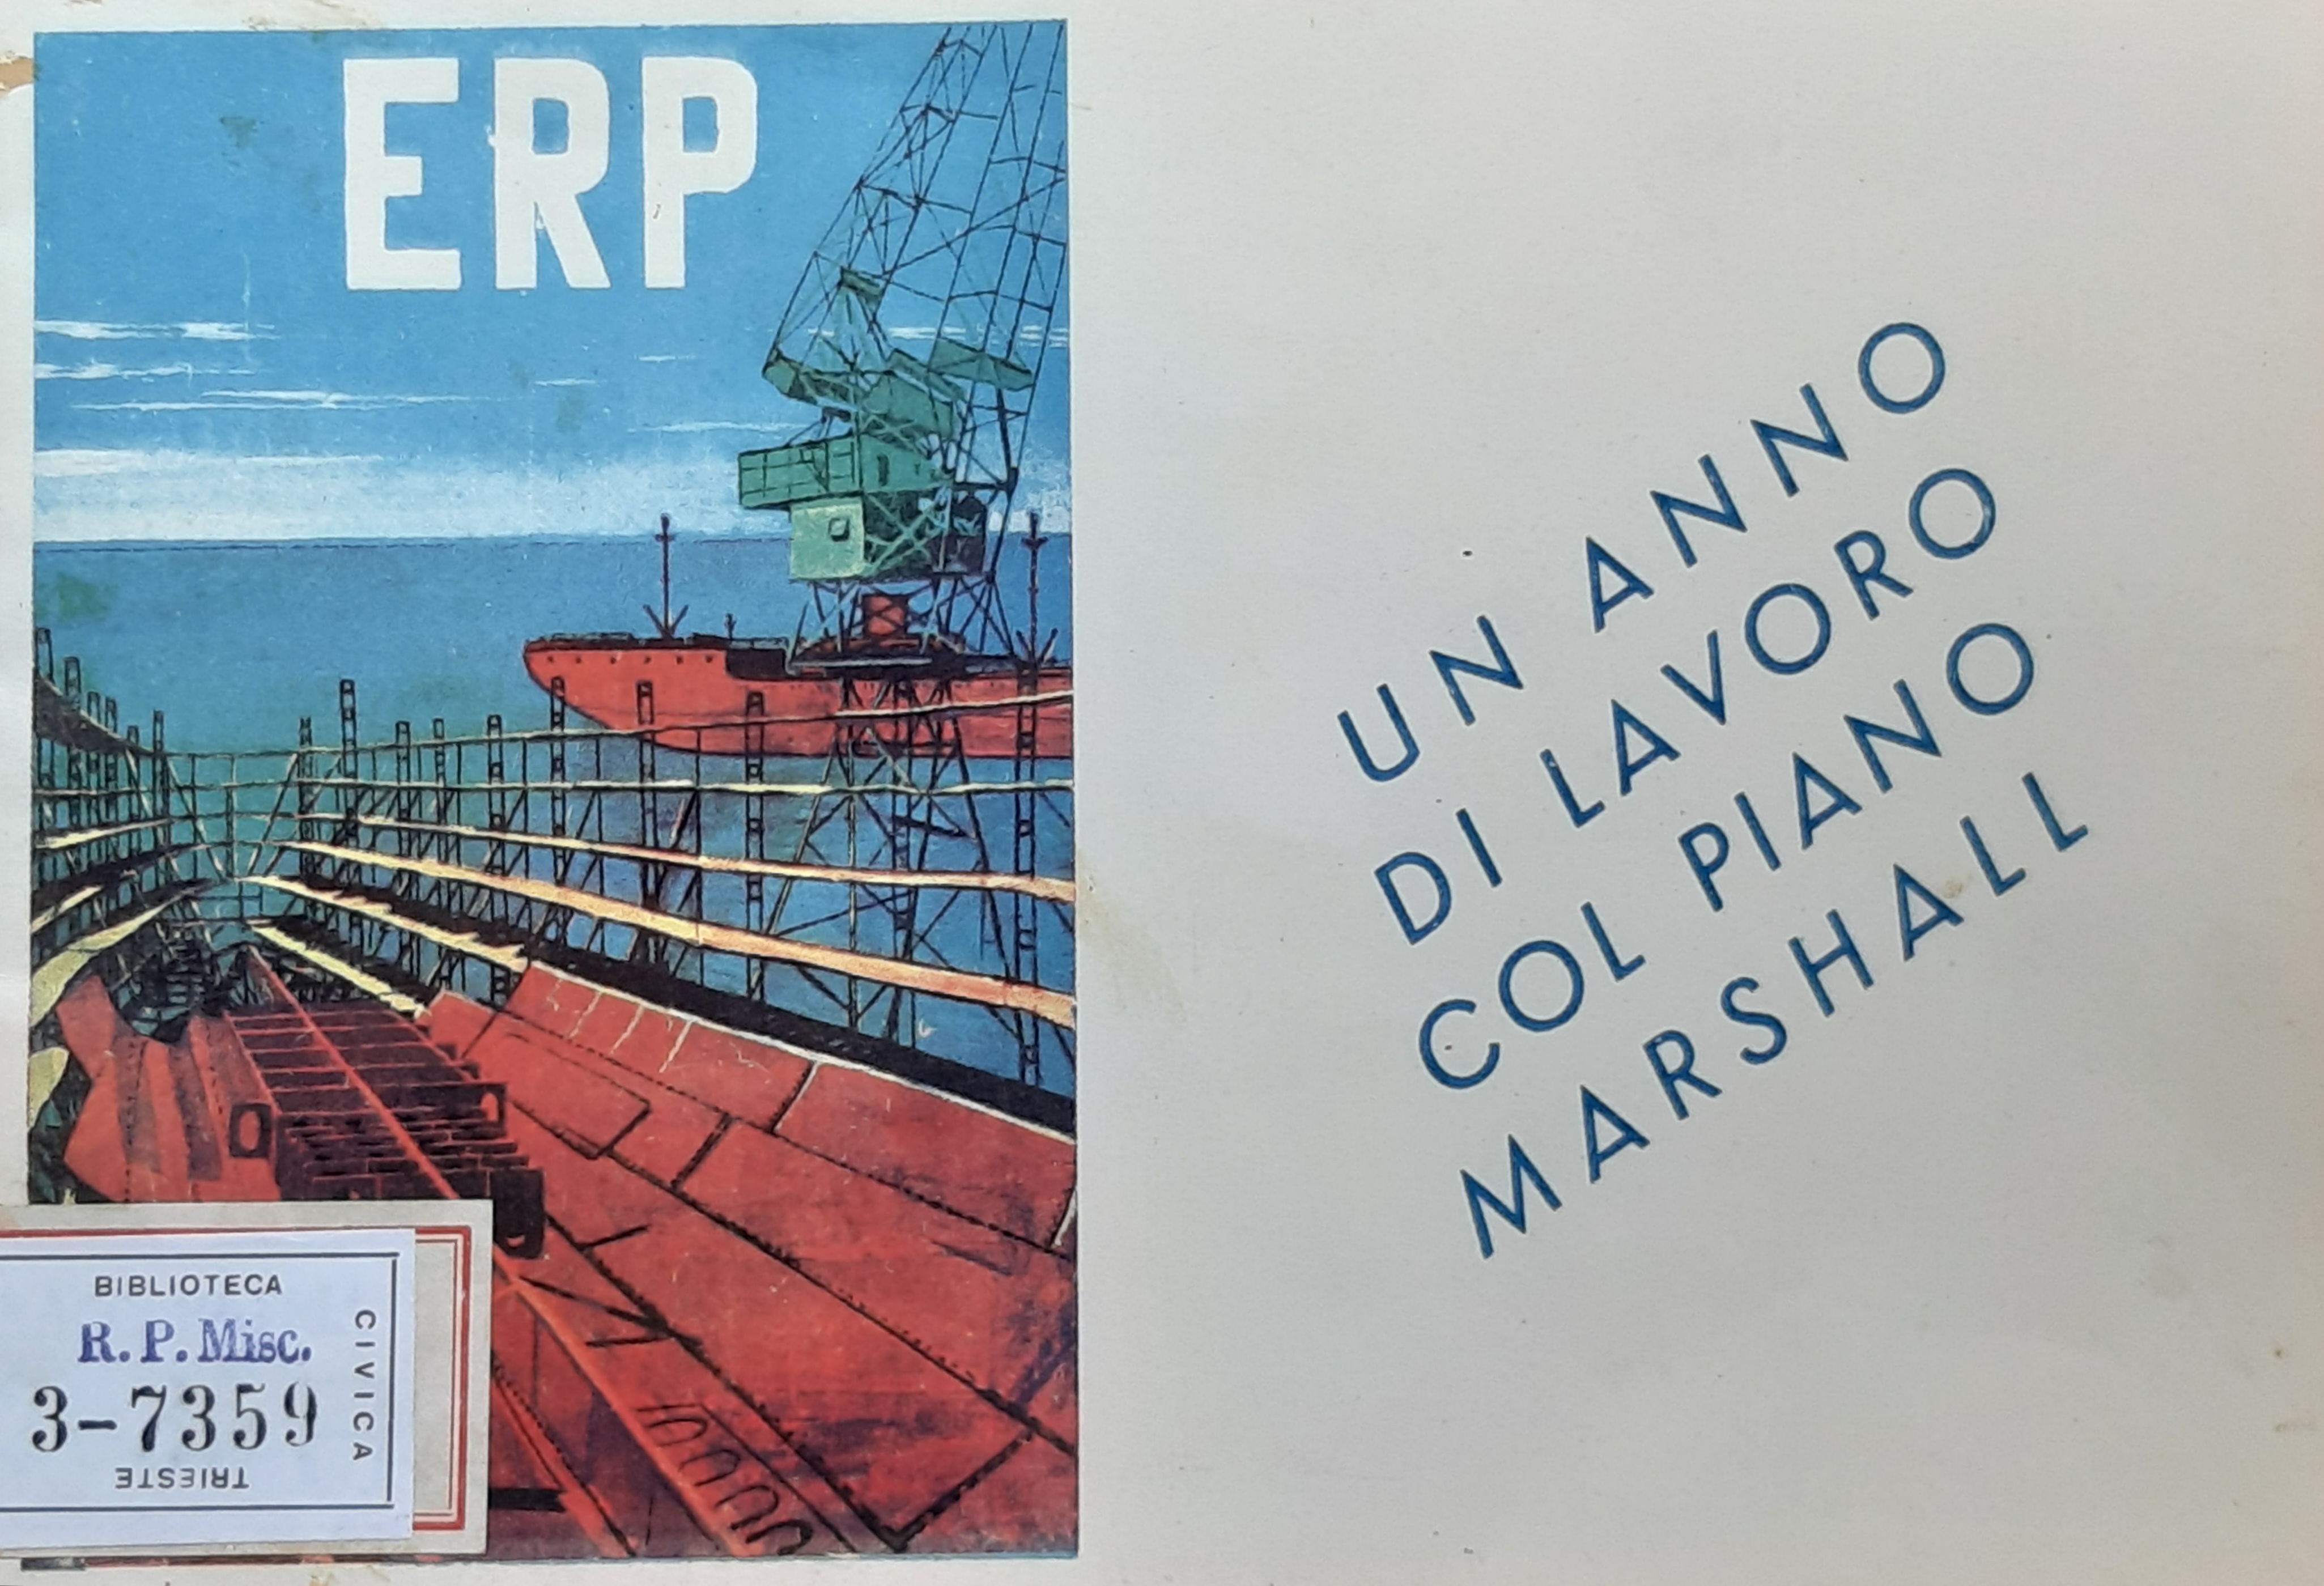 ERP
UN ANNO
DI LAVORO
COL PIANO
MARSHALL
BIBLIOTECA
R. P. Misc.
3-7359
CIVICA
TRIESTE